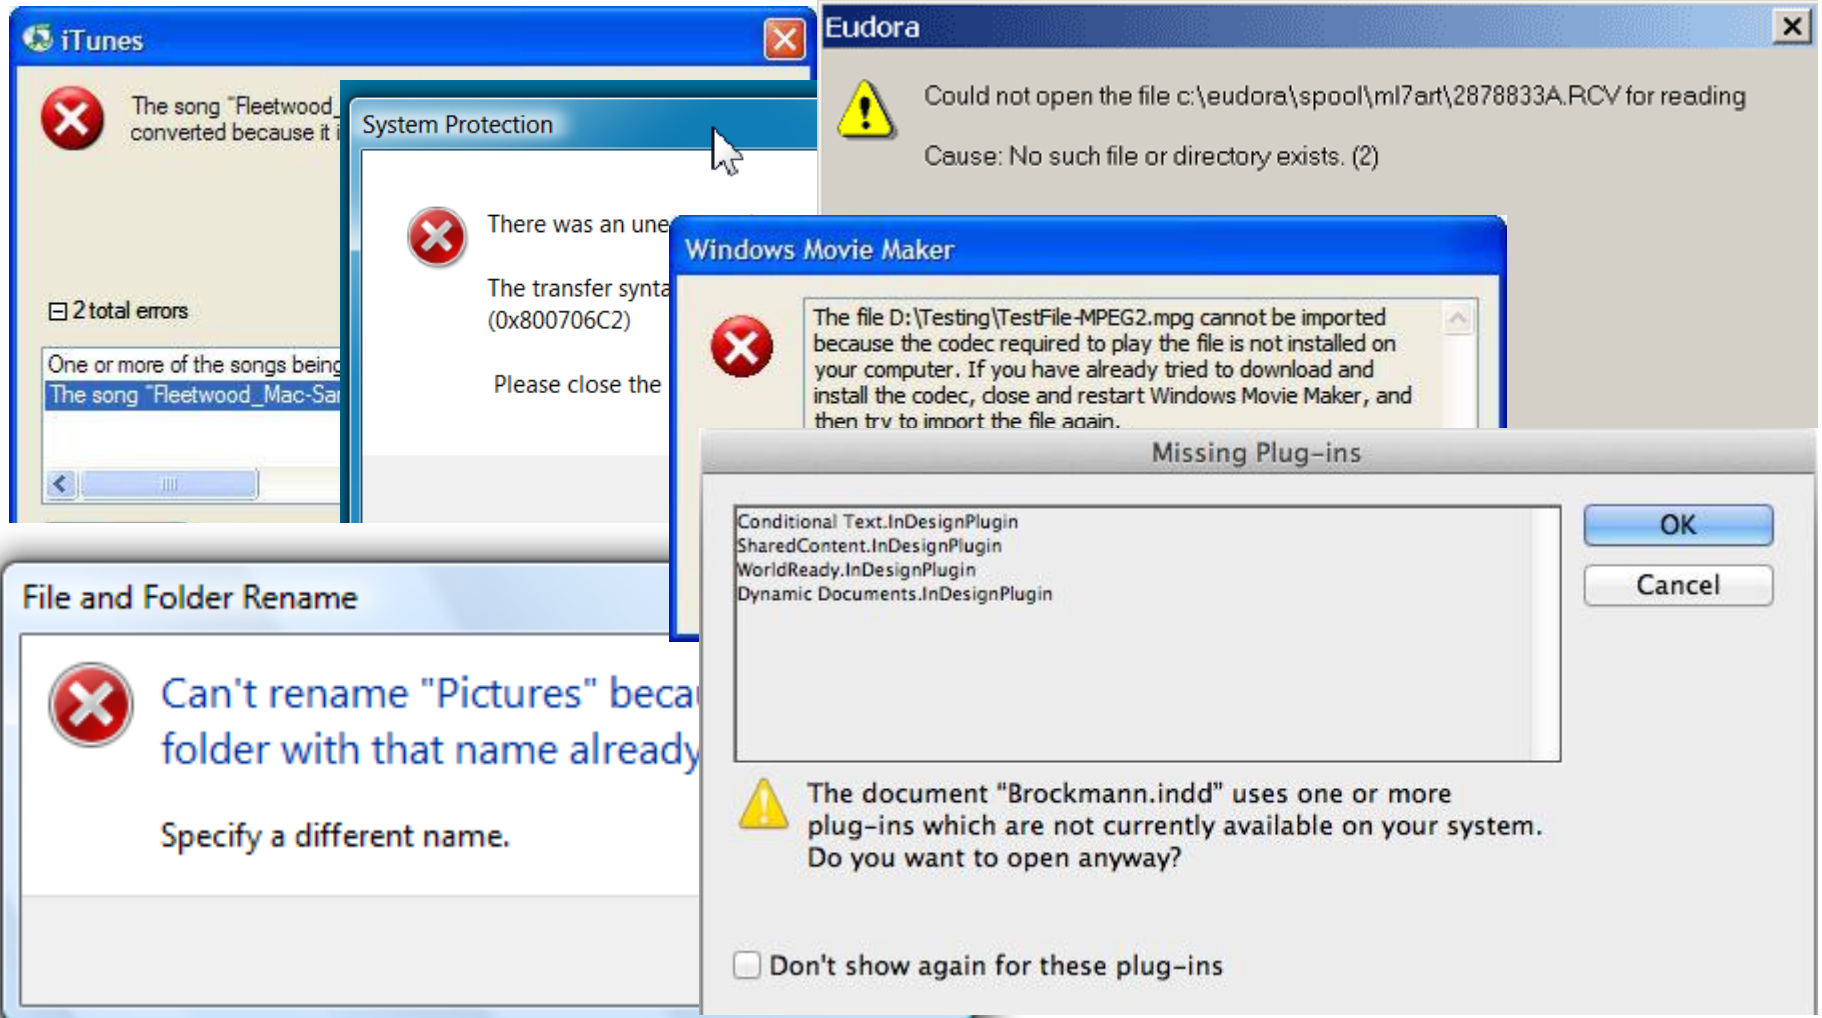 iTunes
The song "Fleetwood_
converted because it i
2 total errors
One or more of the songs being
The song "Fleetwood_Mac-Sa
System Protection
There was an une
The transfer synta
(0x800706C2)
Please close the
Eudora
Could not open the file c:\eudora\spool\ml7art\2878833A.RCV for reading
Cause: No such file or directory exists. (2)
Windows Movie Maker
The file D:\Testing\TestFile-MPEG2.mpg cannot be imported
because the codec required to play the file is not installed on
your computer. If you have already tried to download and
install the codec, close and restart Windows Movie Maker, and
then try to import the file again.
File and Folder Rename
Can't rename "Pictures" beca
folder with that name already
Specify a different name.
Missing Plug-ins
Conditional Text.InDesignPlugin
SharedContent.InDesignPlugin
WorldReady.InDesignPlugin
Dynamic Documents.InDesignPlugin
OK
Cancel
The document “Brockmann.indd” uses one or more
plug-ins which are not currently available on your system.
Do you want to open anyway?
Don't show again for these plug-ins